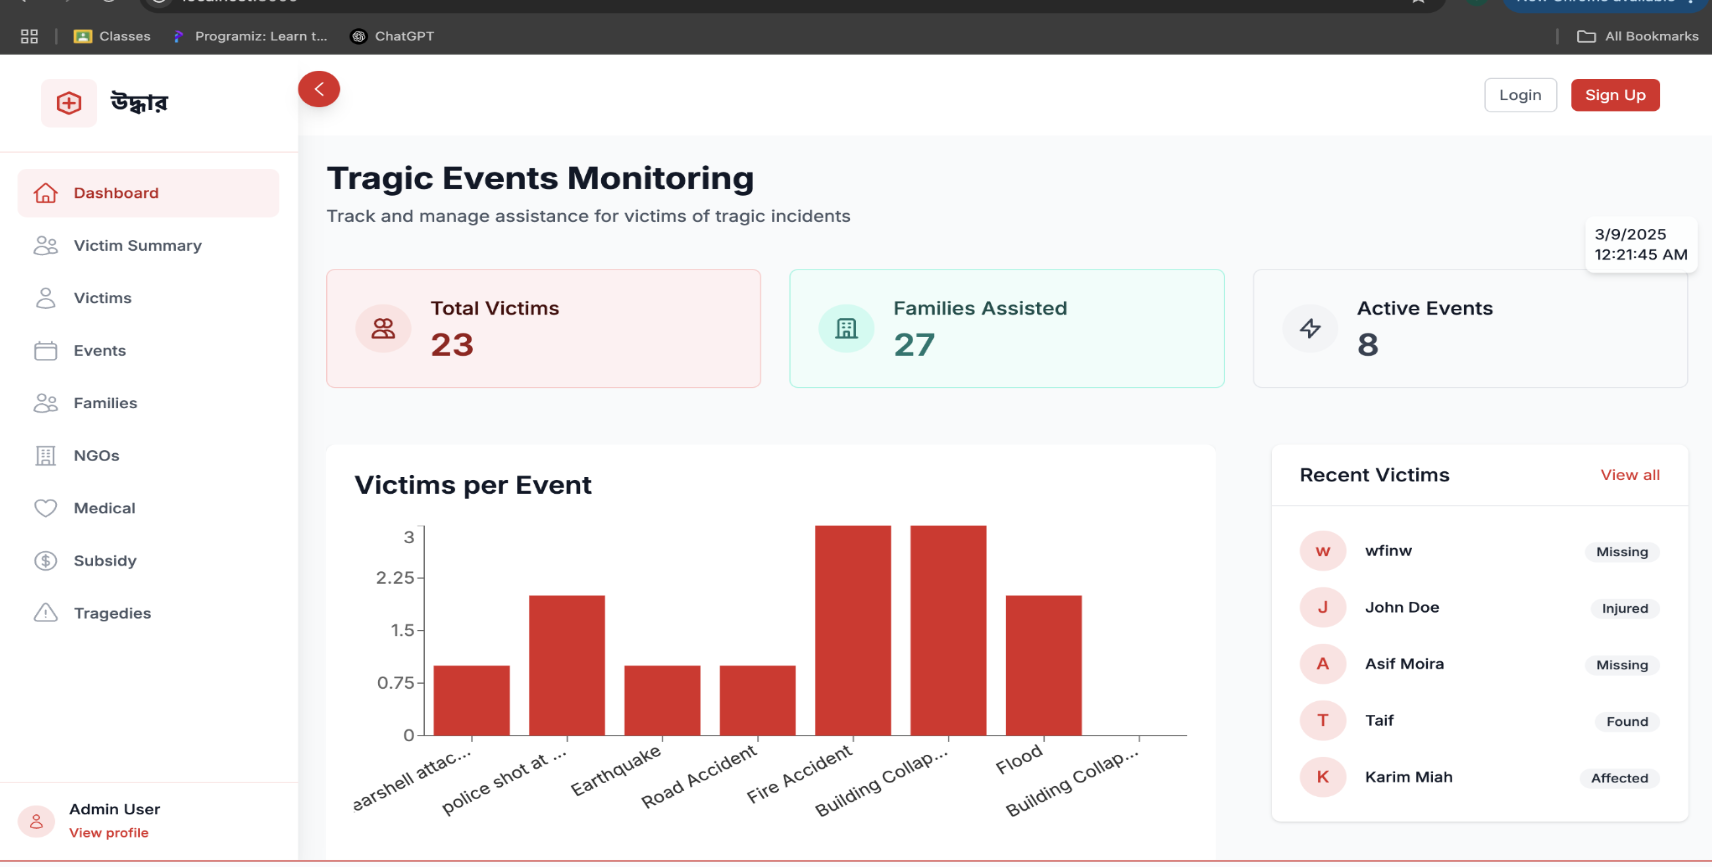 Classes
Programiz: Learn t...
ChatGPT
All Bookmarks
উদ্ধার
Login
Sign Up
Dashboard
Victim Summary
Victims
Events
Families
NGOs
Medical
Subsidy
Tragedies
Admin User
View profile
Tragic Events Monitoring
Track and manage assistance for victims of tragic incidents
3/9/2025
12:21:45 AM
Total Victims
23
Families Assisted
27
Active Events
8
Victims per Event
3
2.25
1.5
0.75
0
earshell attac...
police shot at ...
Earthquake
Road Accident
Fire Accident
Building Collap...
Flood
Building Collap...
Recent Victims
View all
w
wfinw
Missing
J
John Doe
Injured
A
Asif Moira
Missing
T
Taif
Found
K
Karim Miah
Affected